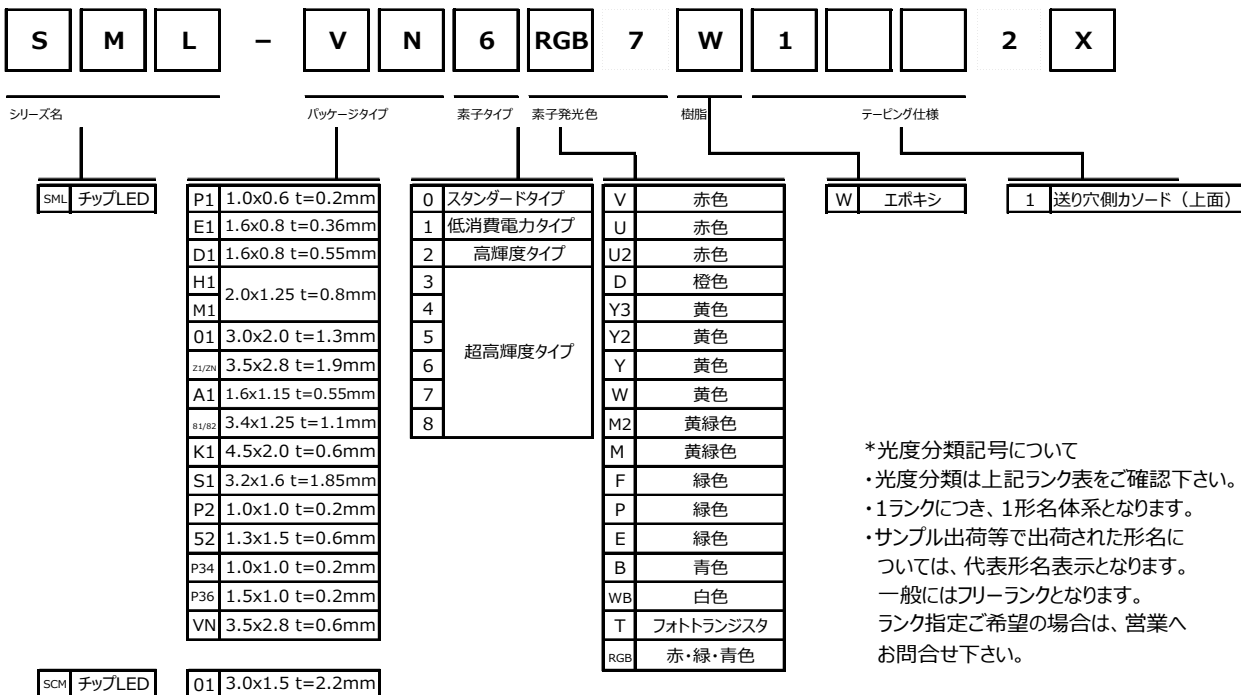 S M L － V N 6 RGB 7 W 1 2 X
シリーズ名 パッケージタイプ 素子タイプ 素子発光色 樹脂 テーピング仕様
SML チップLED
P1 1.0x0.6 t=0.2mm
E1 1.6x0.8 t=0.36mm
D1 1.6x0.8 t=0.55mm
H1
M1
2.0x1.25 t=0.8mm
01 3.0x2.0 t=1.3mm
Z1/ZN 3.5x2.8 t=1.9mm
A1 1.6x1.15 t=0.55mm
B1/B2 3.4x1.25 t=1.1mm
K1 4.5x2.0 t=0.6mm
S1 3.2x1.6 t=1.85mm
P2 1.0x1.0 t=0.2mm
52 1.3x1.5 t=0.6mm
P34 1.0x1.0 t=0.2mm
P36 1.5x1.0 t=0.2mm
VN 3.5x2.8 t=0.6mm
SCM チップLED
01 3.0x1.5 t=2.2mm
0 スタンダードタイプ
1 低消費電力タイプ
2 高輝度タイプ
3
4
5
6
7
8
超高輝度タイプ
V 赤色
U 赤色
U2 赤色
D 橙色
Y3 黄色
Y2 黄色
Y 黄色
W 黄色
M2 黄緑色
M 黄緑色
F 緑色
P 緑色
E 緑色
B 青色
WB 白色
T フォトトランジスタ
RGB 赤・緑・青色
W エポキシ
1 送り穴側カソード（上面）
*光度分類記号について
・光度分類は上記ランク表をご確認下さい。
・1ランクにつき、1形名体系となります。
・サンプル出荷等で出荷された形名に
ついては、代表形名表示となります。
一般にはフリーランクとなります。
ランク指定ご希望の場合は、営業へ
お問合せ下さい。